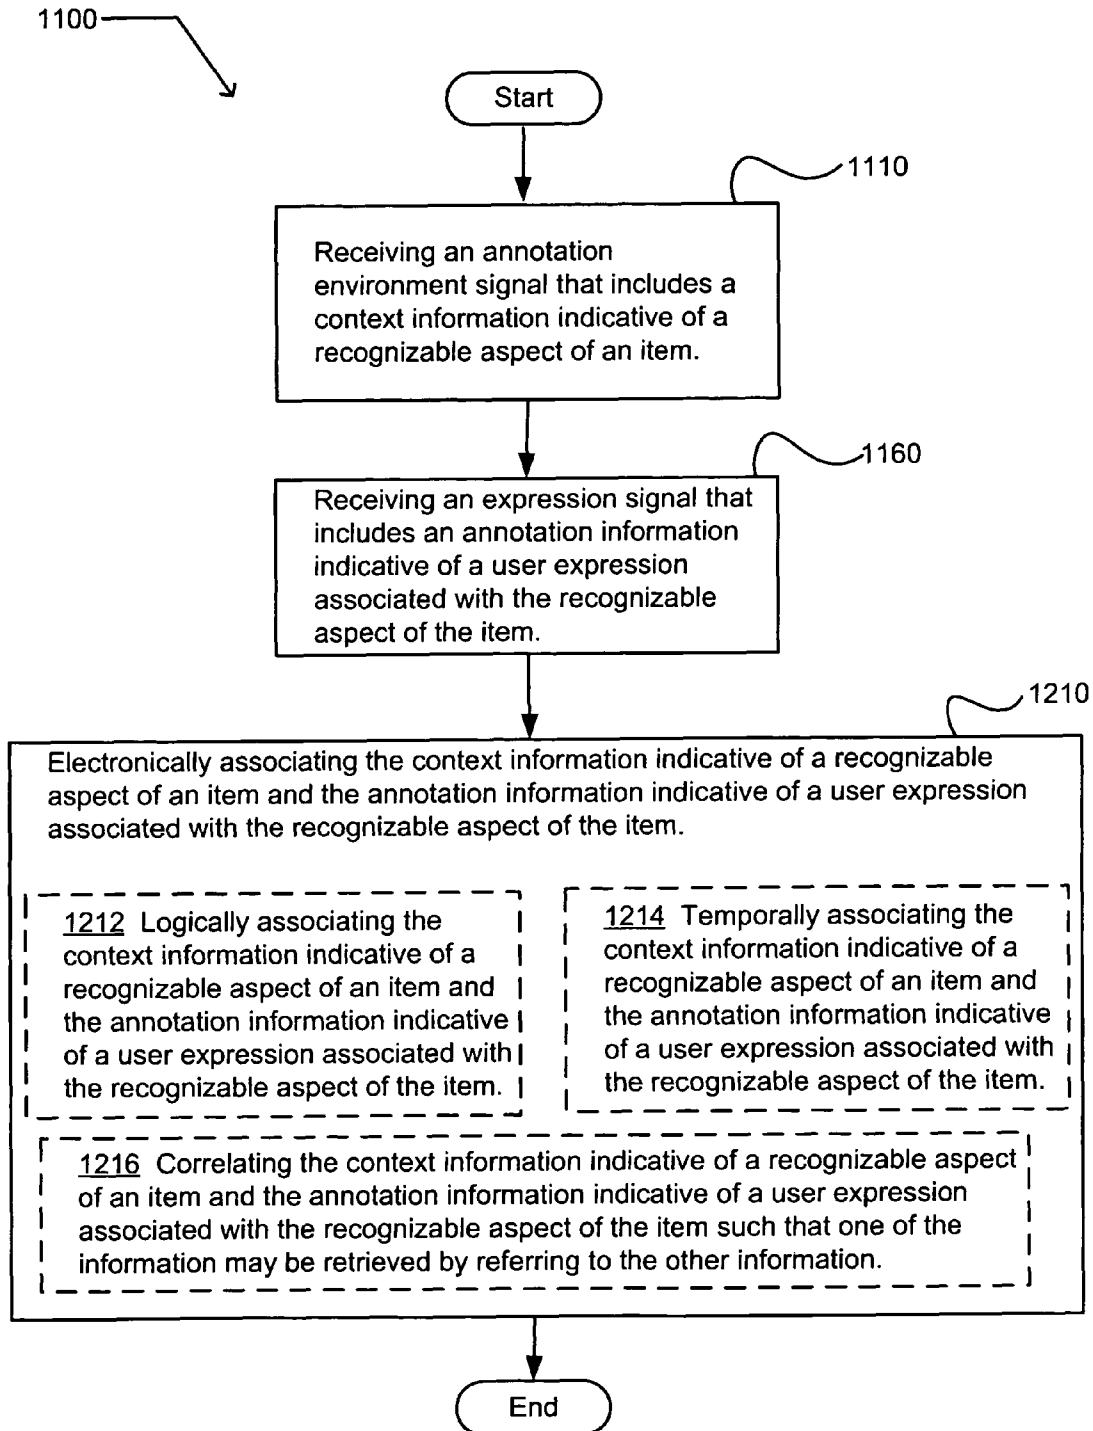 1100
Start
1110
Receiving an annotation
environment signal that includes a
context information indicative of a
recognizable aspect of an item.
1160
Receiving an expression signal that
includes an annotation information
indicative of a user expression
associated with the recognizable
aspect of the item.
1210
Electronically associating the context information indicative of a recognizable
aspect of an item and the annotation information indicative of a user expression
associated with the recognizable aspect of the item.
1212 Logically associating the
context information indicative of a
recognizable aspect of an item and
the annotation information indicative
of a user expression associated with
the recognizable aspect of the item.
1214 Temporally associating the
context information indicative of a
recognizable aspect of an item and
the annotation information indicative
of a user expression associated with
the recognizable aspect of the item.
1216 Correlating the context information indicative of a recognizable aspect
of an item and the annotation information indicative of a user expression
associated with the recognizable aspect of the item such that one of the
information may be retrieved by referring to the other information.
End